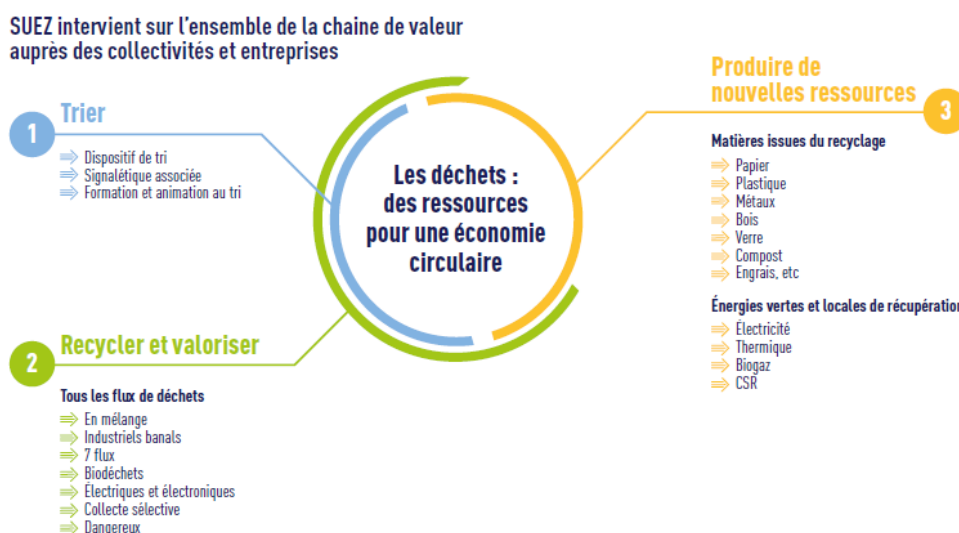 SUEZ intervient sur l'ensemble de la chaine de valeur
auprès des collectivités et entreprises
1
Trier
Dispositif de tri
Signalétique associée
Formation et animation au tri
2
Recycler et valoriser
Tous les flux de déchets
En mélange
Industriels banals
7 flux
Biodéchets
Électriques et électroniques
Collecte sélective
Dangereux
Les déchets :
des ressources
pour une économie
circulaire
Produire de
nouvelles ressources
3
Matières issues du recyclage
Papier
Plastique
Métaux
Bois
Verre
Compost
Engrais, etc
Énergies vertes et locales de récupération
Électricité
Thermique
Biogaz
CSR